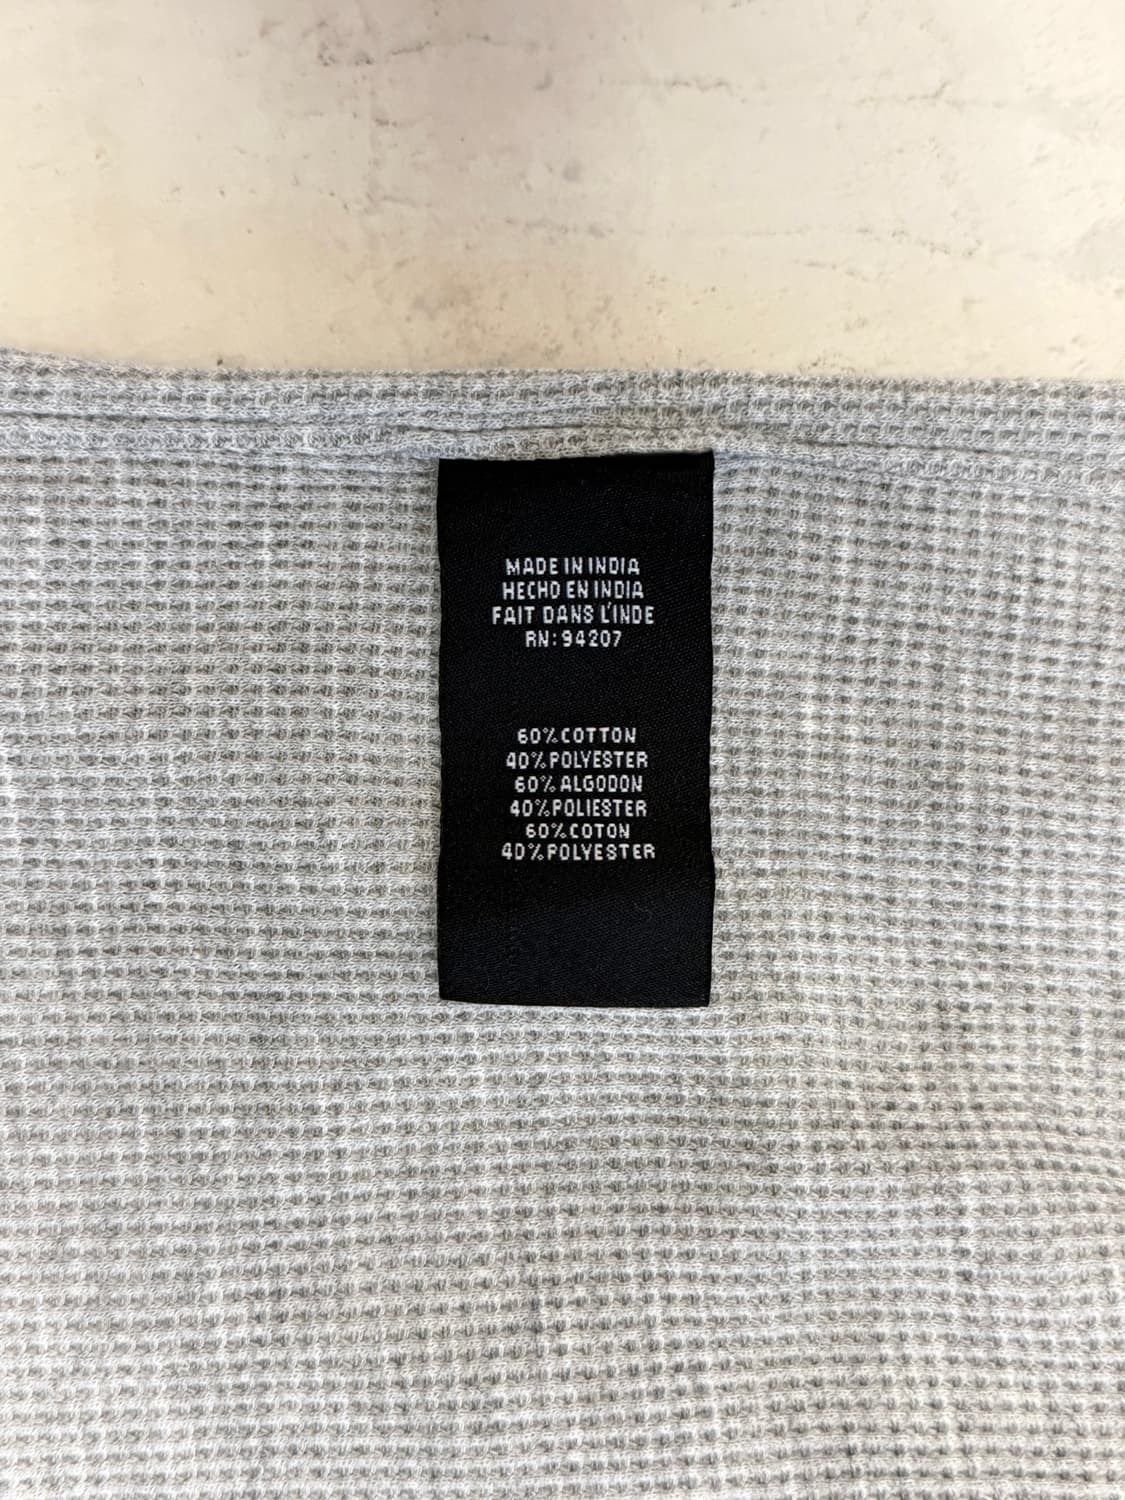 MADE IN INDIA
HECHO EN INDIA
FAIT DANS L'INDE
RN: 94207
60% COTTON
40% POLYESTER
60% ALGODON
40% POLIESTER
60% COTON
40% POLYESTER